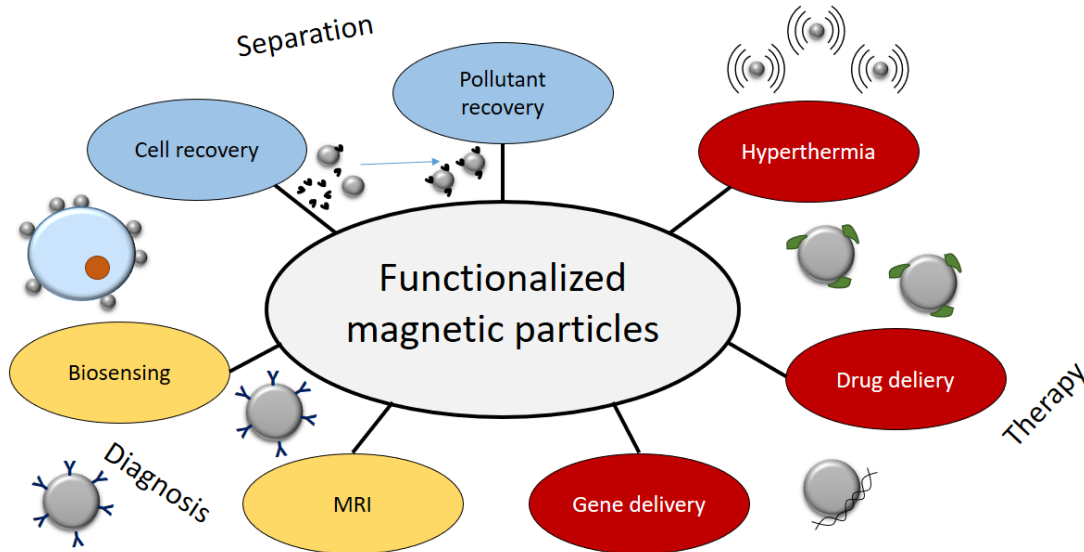 Separation
Pollutant
recovery
Cell recovery
Hyperthermia
Functionalized
magnetic particles
Biosensing
Drug deliery
Therapy
Diagnosis
MRI
Gene delivery